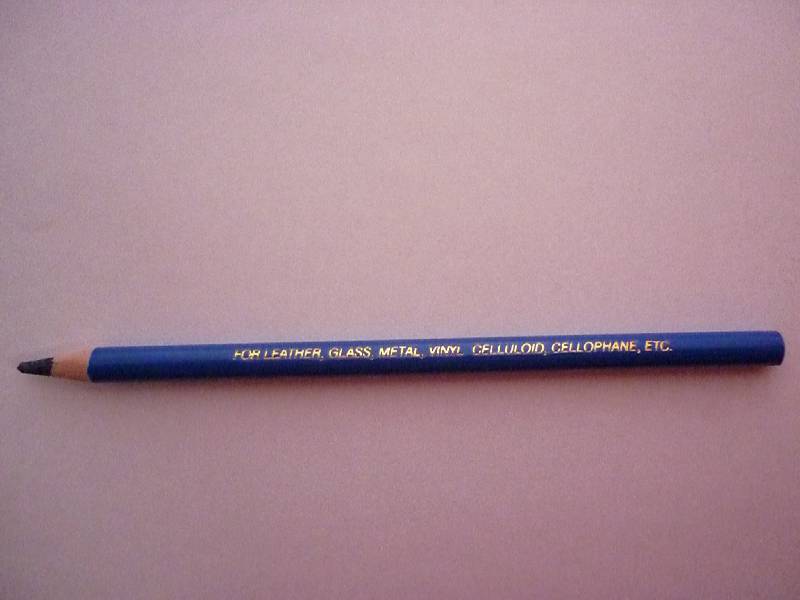 FOR LEATHER, GLASS, METAL, VINYL, CELLULOID, CELLOPHANE, ETC.